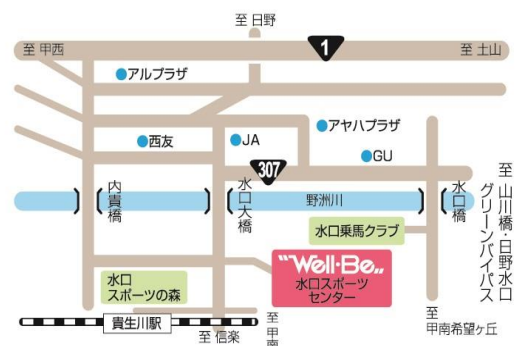 至 日野
至 甲西
1
至 土山
アルプラザ
アヤハプラザ
西友
JA
GU
307
至 山川橋・日野水口
グリーンバイパス
内貴橋
水口大橋
野洲川
水口橋
水口乗馬クラブ
"Well・Be"
水口スポーツ
センター
水口
スポーツの森
貴生川駅
至 信楽
至 甲南
至
甲南希望ヶ丘